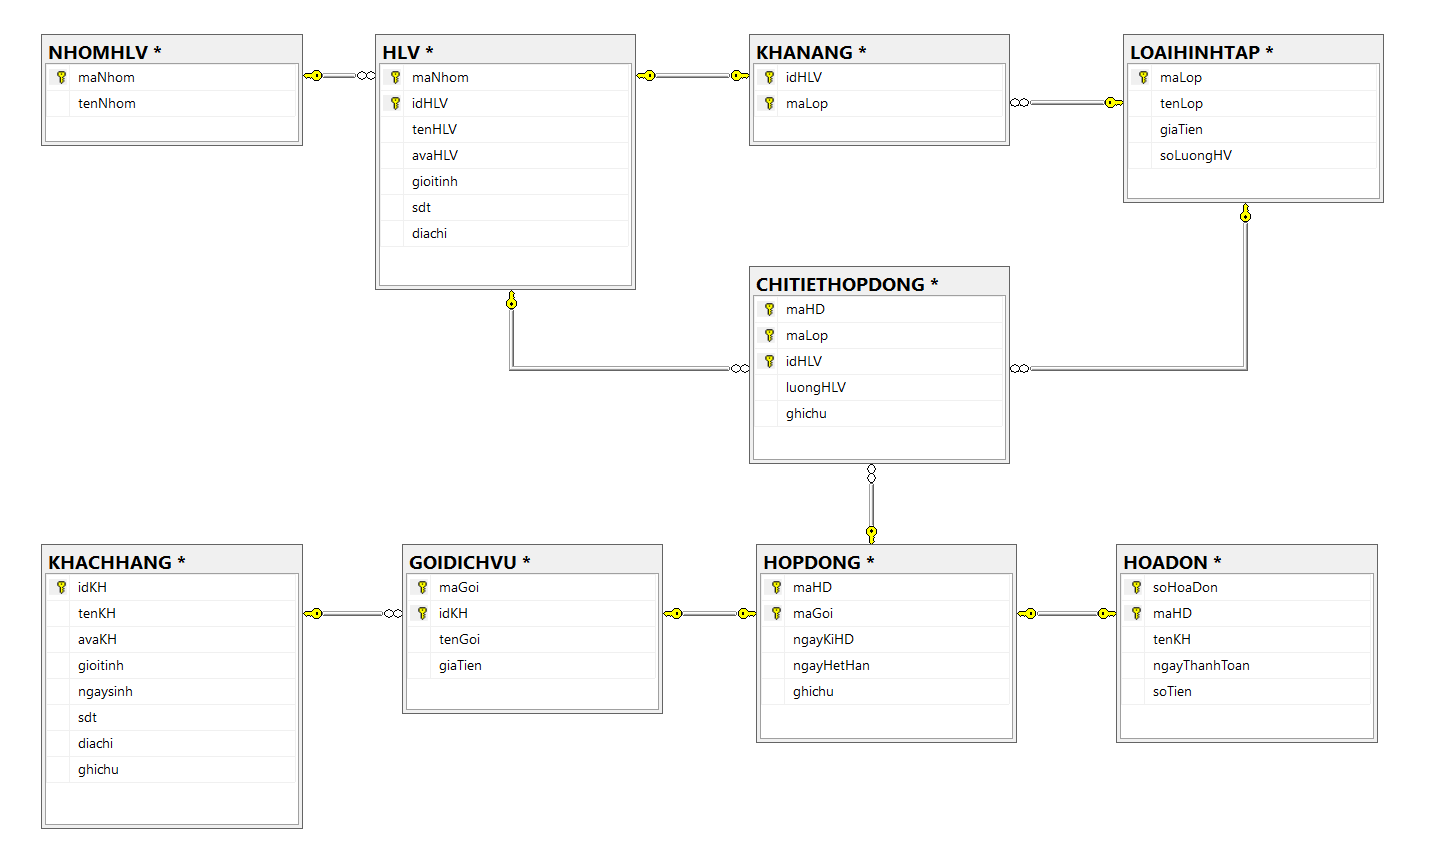 NHOMHLV *
maNhom
tenNhom
HLV *
maNhom
idHLV
tenHLV
avaHLV
gioitinh
sdt
diachi
KHANANG *
idHLV
maLop
LOAIHINHTAP *
maLop
tenLop
giaTien
soLuongHV
CHITIETHOPDONG *
maHD
maLop
idHLV
luongHLV
ghichu
KHACHHANG *
idKH
tenKH
avaKH
gioitinh
ngaysinh
sdt
diachi
ghichu
GOIDICHVU *
maGoi
idKH
tenGoi
giaTien
HOPDONG *
maHD
maGoi
ngayKiHD
ngayHetHan
ghichu
HOADON *
soHoaDon
maHD
tenKH
ngayThanhToan
soTien